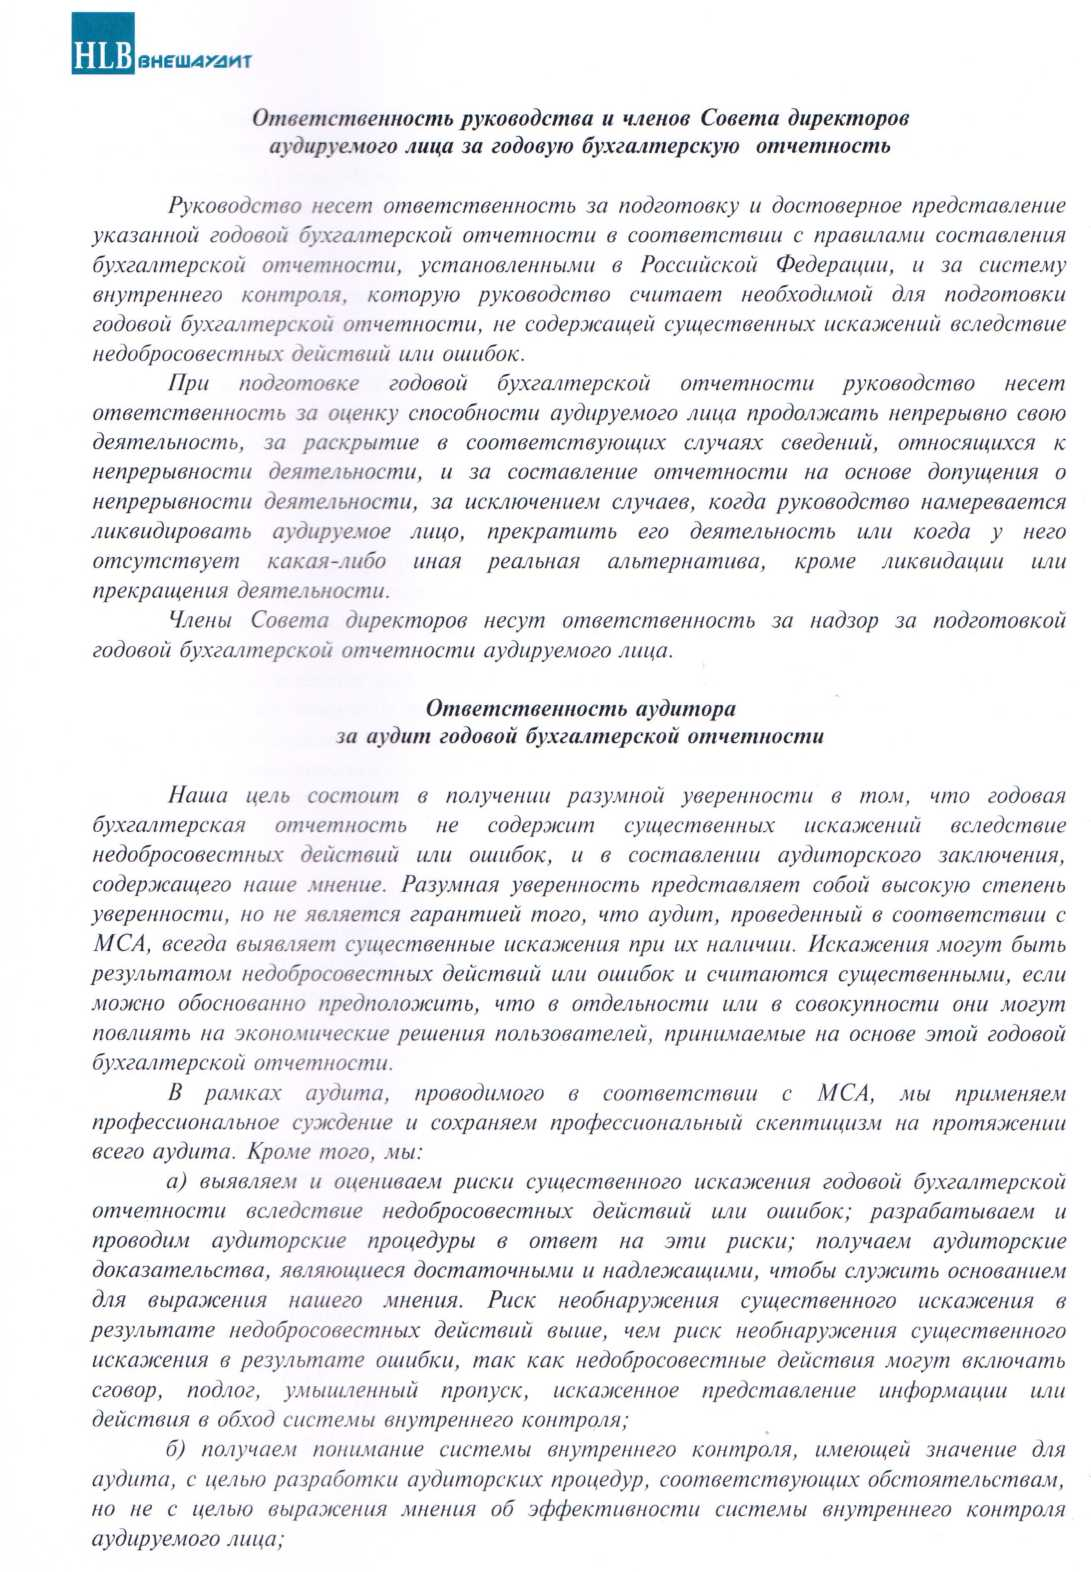 HLB ВНЕШАУДИТ
Ответственность руководства и членов Совета директоров
аудируемого лица за годовую бухгалтерскую отчетность
Руководство несет ответственность за подготовку и достоверное представление
указанной годовой бухгалтерской отчетности в соответствии с правилами составления
бухгалтерской отчетности, установленными в Российской Федерации, и за систему
внутреннего контроля, которую руководство считает необходимой для подготовки
годовой бухгалтерской отчетности, не содержащей существенных искажений вследствие
недобросовестных действий или ошибок.
При подготовке годовой бухгалтерской отчетности руководство несет
ответственность за оценку способности аудируемого лица продолжать непрерывно свою
деятельность, за раскрытие в соответствующих случаях сведений, относящихся к
непрерывности деятельности, и за составление отчетности на основе допущения о
непрерывности деятельности, за исключением случаев, когда руководство намеревается
ликвидировать аудируемое лицо, прекратить его деятельность или когда у него
отсутствует какая-либо иная реальная альтернатива, кроме ликвидации или
прекращения деятельности.
Члены Совета директоров несут ответственность за надзор за подготовкой
годовой бухгалтерской отчетности аудируемого лица.
Ответственность аудитора
за аудит годовой бухгалтерской отчетности
Наша цель состоит в получении разумной уверенности в том, что годовая
бухгалтерская отчетность не содержит существенных искажений вследствие
недобросовестных действий или ошибок, и в составлении аудиторского заключения,
содержащего наше мнение. Разумная уверенность представляет собой высокую степень
уверенности, но не является гарантией того, что аудит, проведенный в соответствии с
МСА, всегда выявляет существенные искажения при их наличии. Искажения могут быть
результатом недобросовестных действий или ошибок и считаются существенными, если
можно обоснованно предположить, что в отдельности или в совокупности они могут
повлиять на экономические решения пользователей, принимаемые на основе этой годовой
бухгалтерской отчетности.
В рамках аудита, проводимого в соответствии с МСА, мы применяем
профессиональное суждение и сохраняем профессиональный скептицизм на протяжении
всего аудита. Кроме того, мы:
а) выявляем и оцениваем риски существенного искажения годовой бухгалтерской
отчетности вследствие недобросовестных действий или ошибок; разрабатываем и
проводим аудиторские процедуры в ответ на эти риски; получаем аудиторские
доказательства, являющиеся достаточными и надлежащими, чтобы служить основанием
для выражения нашего мнения. Риск необнаружения существенного искажения в
результате недобросовестных действий выше, чем риск необнаружения существенного
искажения в результате ошибки, так как недобросовестные действия могут включать
сговор, подлог, умышленный пропуск, искаженное представление информации или
действия в обход системы внутреннего контроля;
б) получаем понимание системы внутреннего контроля, имеющей значение для
аудита, с целью разработки аудиторских процедур, соответствующих обстоятельствам,
но не с целью выражения мнения об эффективности системы внутреннего контроля
аудируемого лица;